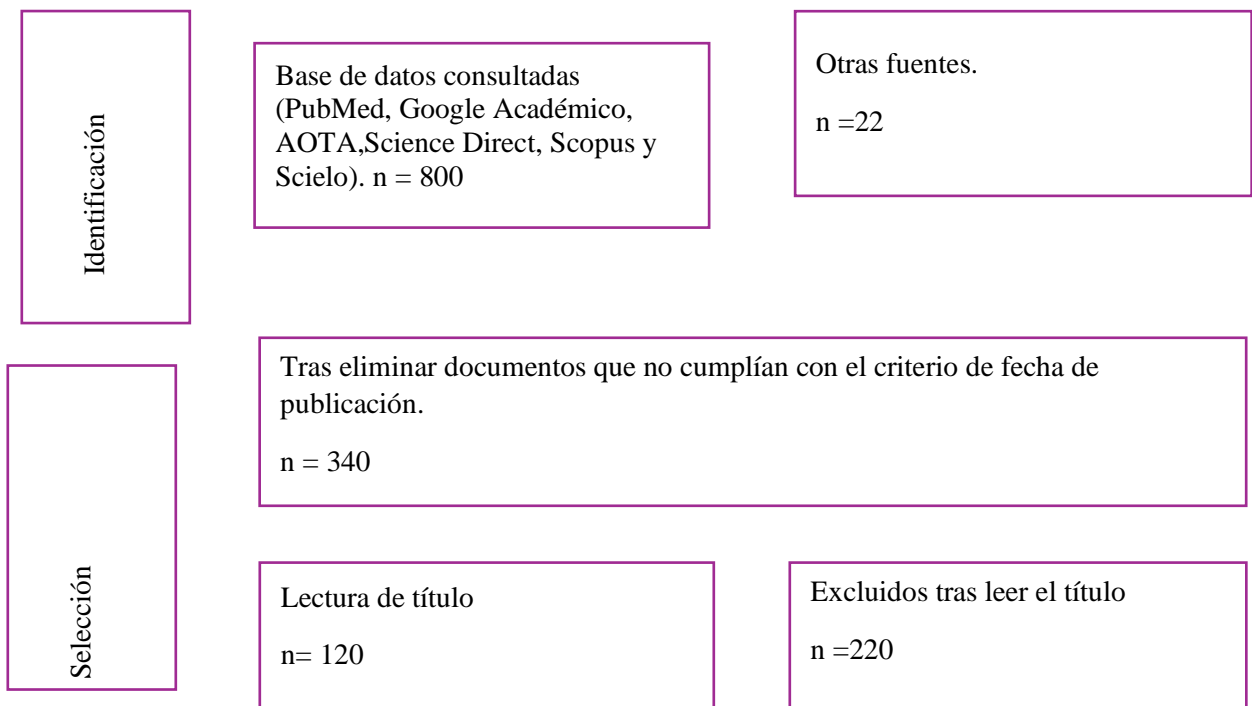 Identificación
Base de datos consultadas
(PubMed, Google Académico,
AOTA,Science Direct, Scopus y
Scielo). n = 800
Otras fuentes.
n =22
Tras eliminar documentos que no cumplían con el criterio de fecha de
publicación.
n = 340
Selección
Lectura de título
n= 120
Excluidos tras leer el título
n =220